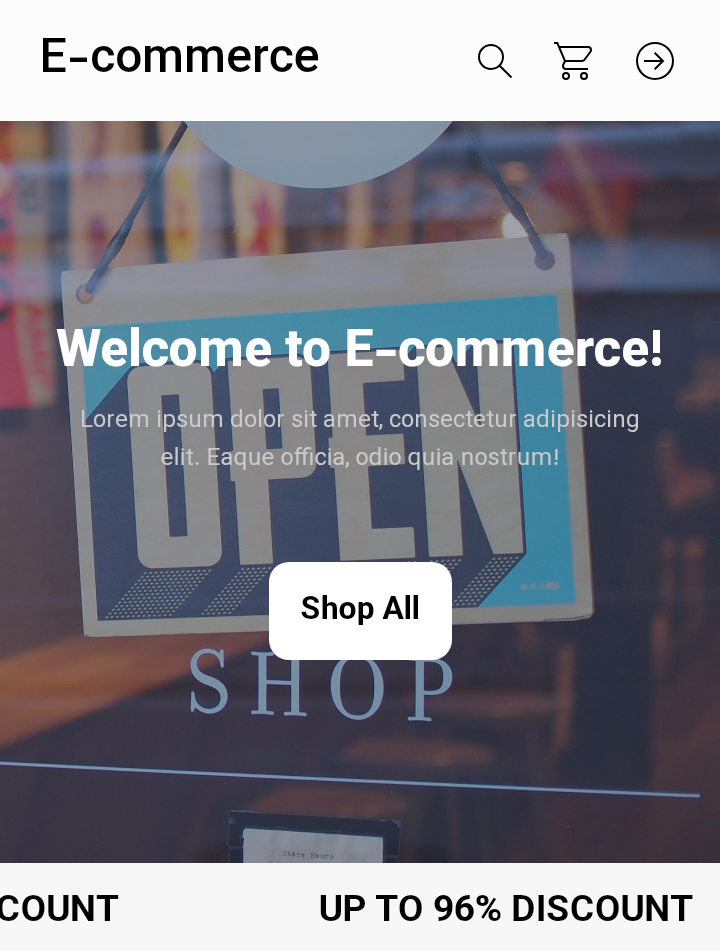 E-commerce
Welcome to E-commerce!
Lorem ipsum dolor sit amet, consectetur adipisicing
elit. Eaque officia, odio quia nostrum!
OPEN
Shop All
SHOP
COUNT
UP TO 96% DISCOUNT